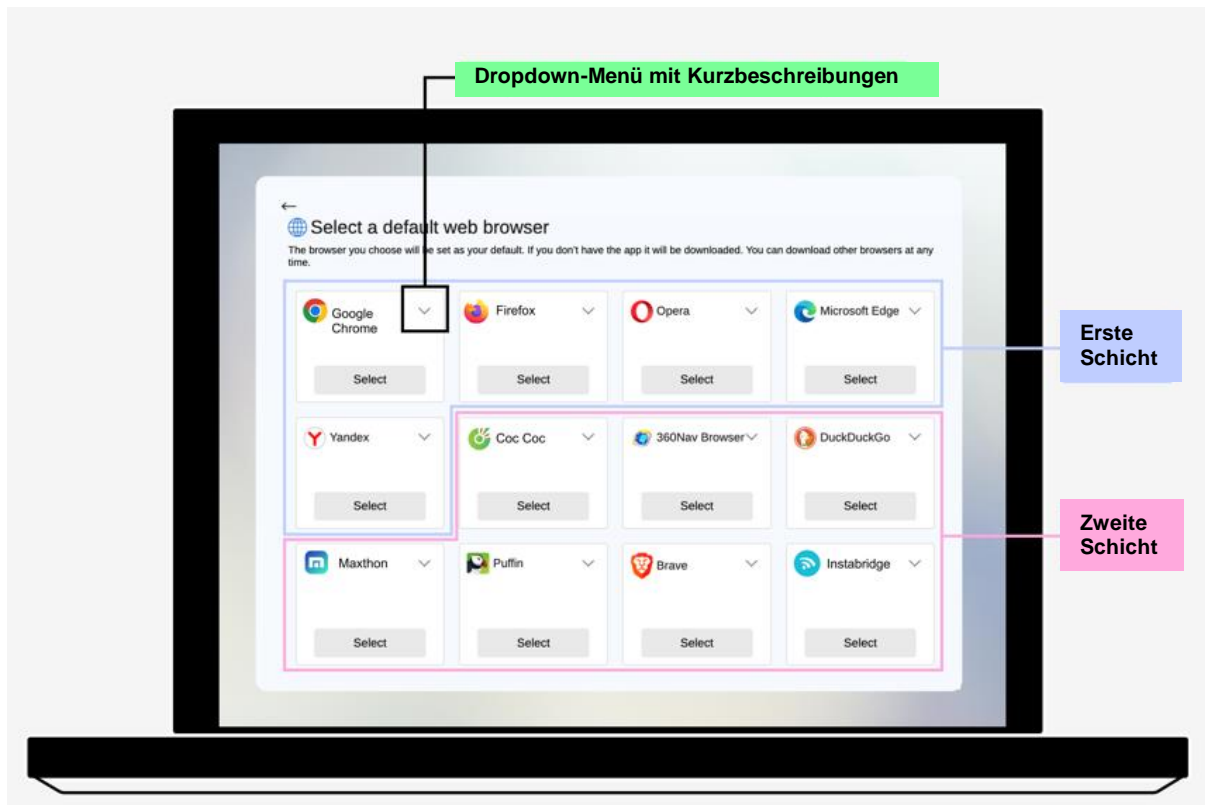 Dropdown-Menü mit Kurzbeschreibungen
←
Select a default web browser
The browser you choose will be set as your default. If you don't have the app it will be downloaded. You can download other browsers at any
time.
Google
Chrome
Firefox
Opera
Microsoft Edge
Select
Select
Select
Select
Erste
Schicht
Yandex
Coc Coc
360Nav Browser
DuckDuckGo
Select
Select
Select
Select
Zweite
Schicht
Maxthon
Puffin
Brave
Instabridge
Select
Select
Select
Select